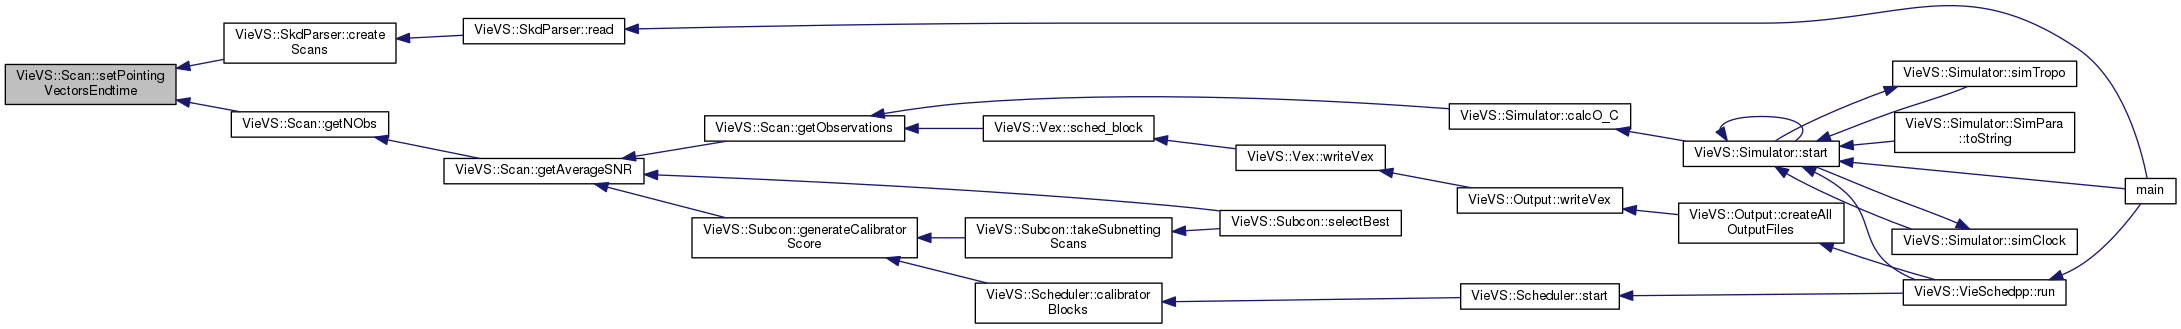 VieVS::Scan::setPointing
VectorsEndtime
VieVS::SkdParser::create
Scans
VieVS::SkdParser::read
VieVS::Scan::getNObs
VieVS::Scan::getAverageSNR
VieVS::Scan::getObservations
VieVS::Vex::sched_block
VieVS::Simulator::calcO_C
VieVS::Vex::writeVex
VieVS::Output::writeVex
VieVS::Subcon::generateCalibrator
Score
VieVS::Subcon::takeSubnetting
Scans
VieVS::Subcon::selectBest
VieVS::Scheduler::calibrator
Blocks
VieVS::Scheduler::start
VieVS::Output::createAll
OutputFiles
VieVS::Simulator::start
VieVS::Simulator::simTropo
VieVS::Simulator::SimPara
::toString
VieVS::Simulator::simClock
VieVS::VieSchedpp::run
main